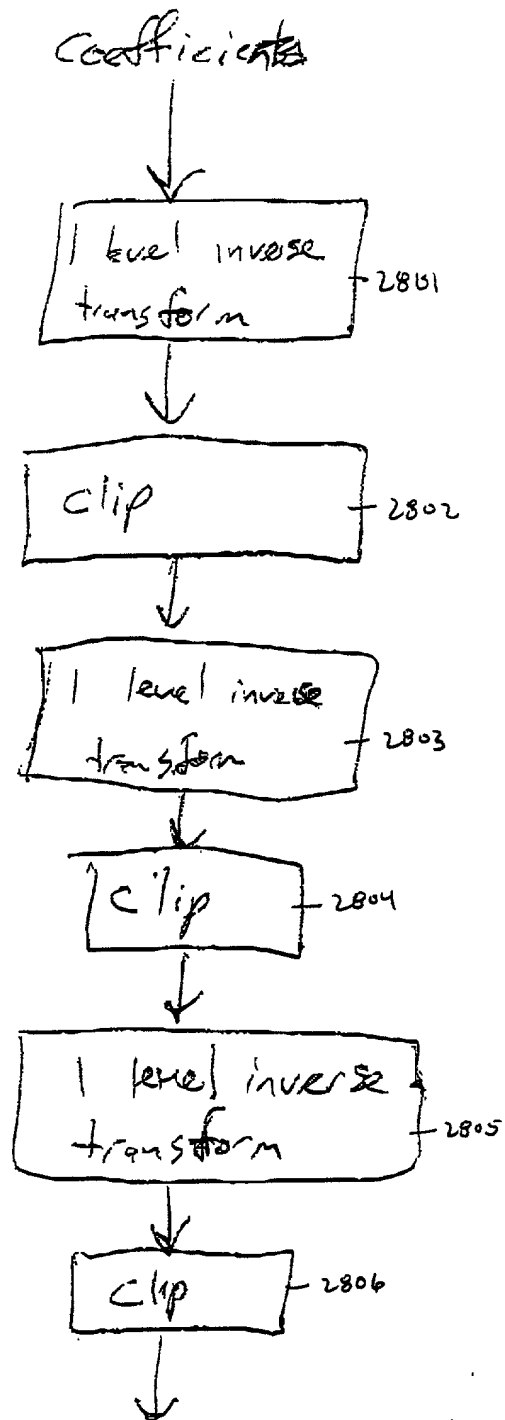 Coefficients
1 level inverse
transform
2801
Clip
2802
1 level inverse
transform
2803
Clip
2804
1 level inverse
transform
2805
Clip
2806